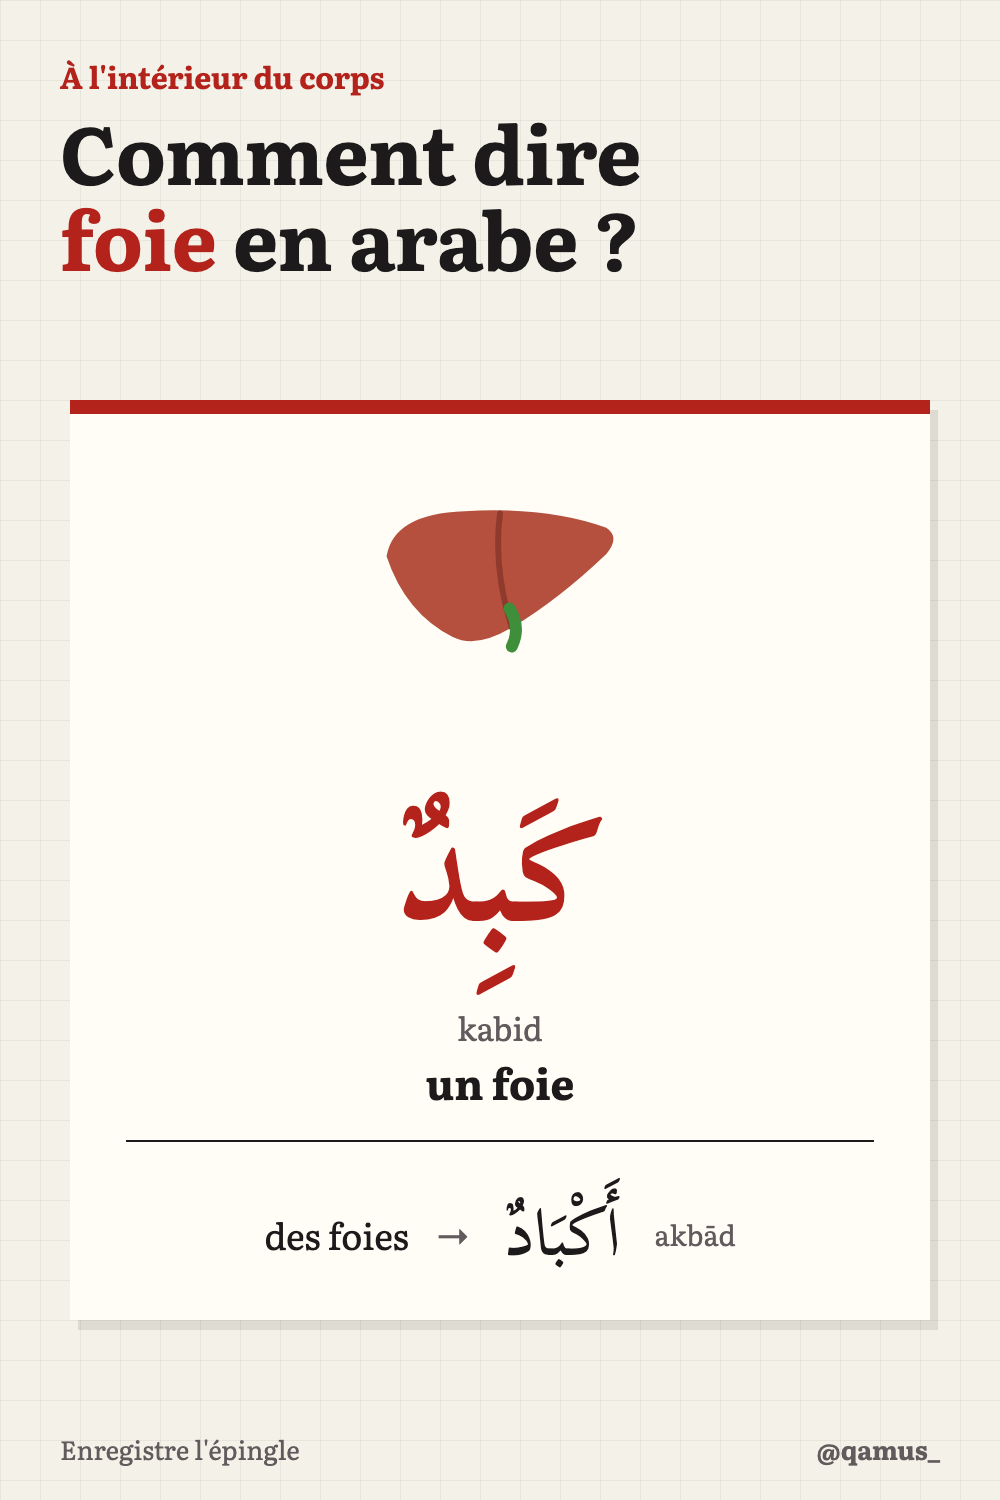 À l'intérieur du corps
Comment dire
foie en arabe ?
كَبِدٌ
kabid
un foie
des foies → أَكْبَادٌ akbād
Enregistre l'épingle
@qamus_